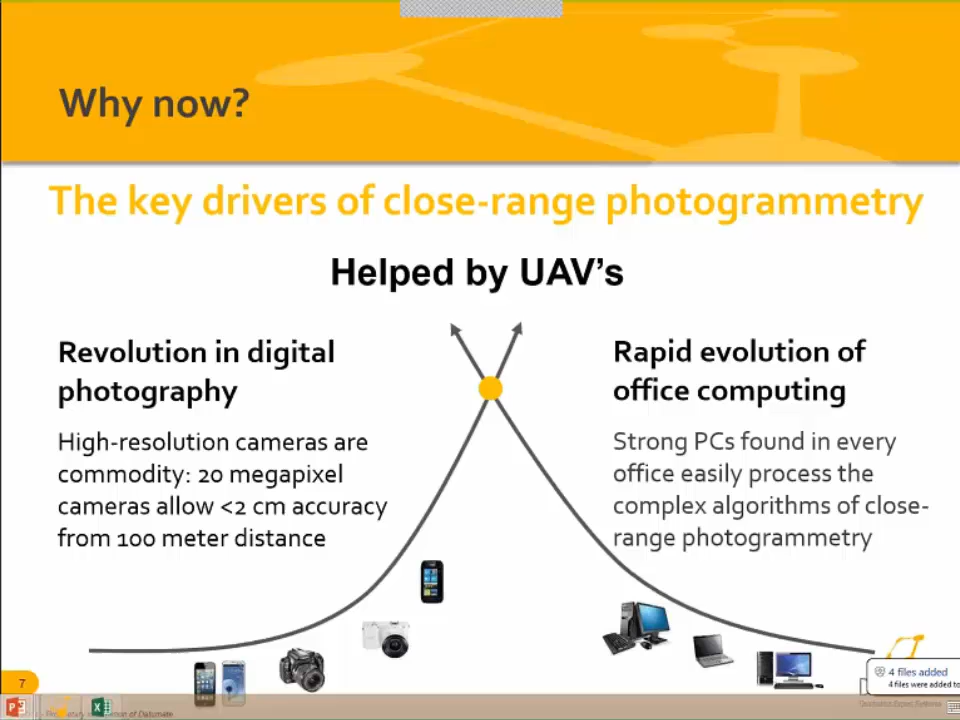 Why now?
The key drivers of close-range photogrammetry
Helped by UAV's
Revolution in digital
photography
High-resolution cameras are
commodity: 20 megapixel
cameras allow <2 cm accuracy
from 100 meter distance
Rapid evolution of
office computing
Strong PCs found in every
office easily process the
complex algorithms of close-
range photogrammetry
7
4 files added
4 files were added to